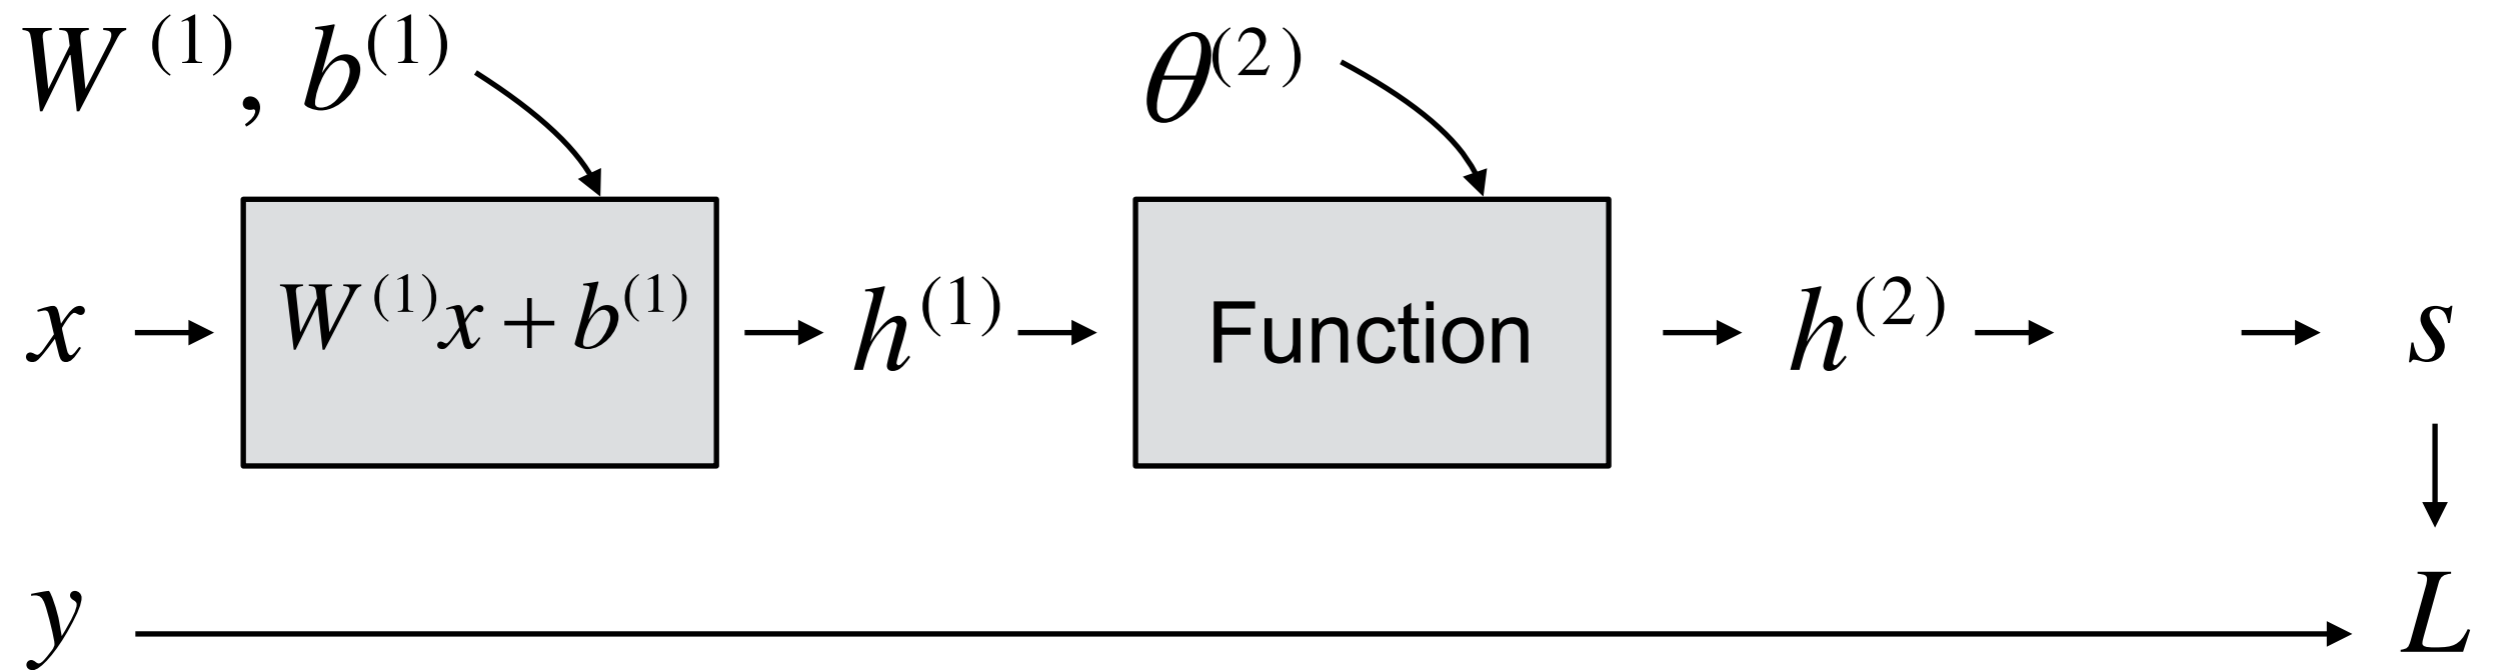 W⁽¹⁾, b⁽¹⁾ θ⁽²⁾
x W⁽¹⁾x + b⁽¹⁾ h⁽¹⁾ Function h⁽²⁾ s
y L